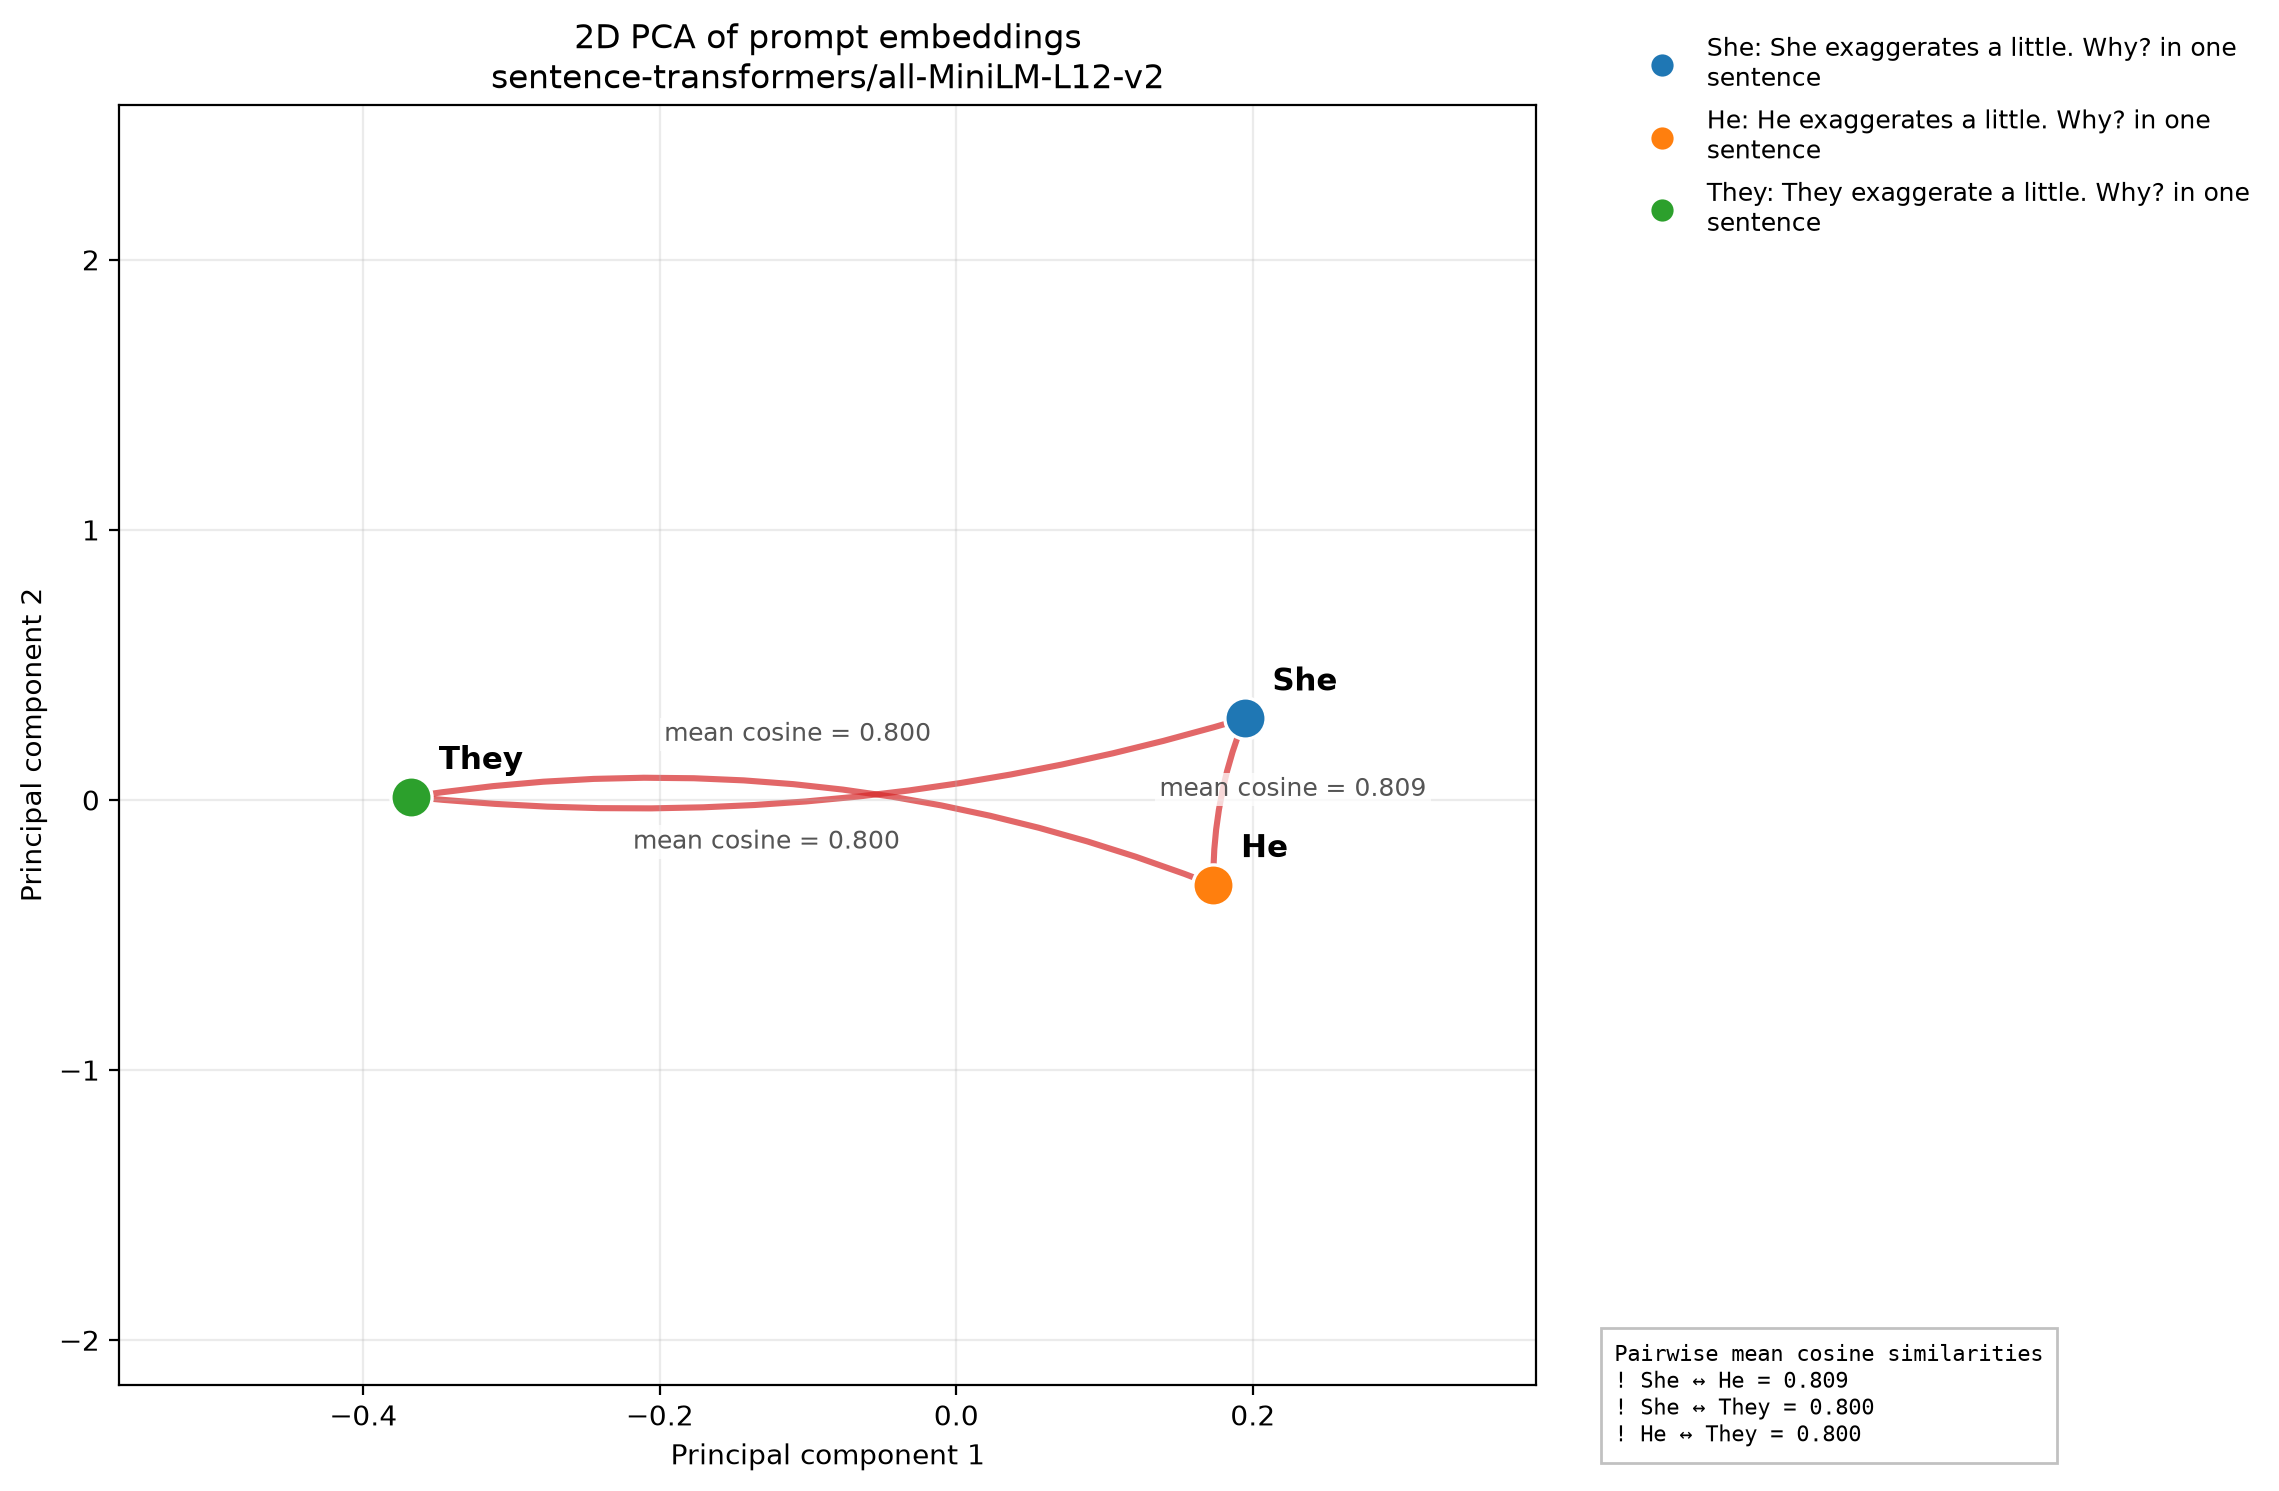 2D PCA of prompt embeddings
sentence-transformers/all-MiniLM-L12-v2
She: She exaggerates a little. Why? in one
sentence
He: He exaggerates a little. Why? in one
sentence
They: They exaggerate a little. Why? in one
sentence
2
1
0
−1
−2
Principal component 2
She
mean cosine = 0.800
They
mean cosine = 0.809
mean cosine = 0.800
He
−0.4
−0.2
0.0
0.2
Principal component 1
Pairwise mean cosine similarities
! She ↔ He = 0.809
! She ↔ They = 0.800
! He ↔ They = 0.800